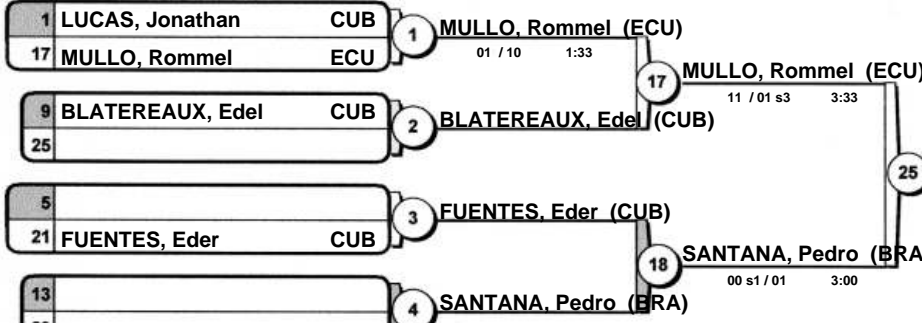 1 LUCAS, Jonathan CUB
17 MULLO, Rommel ECU
1
MULLO, Rommel (ECU)
01 / 10 1:33
9 BLATEREAUX, Edel CUB
25
2
BLATEREAUX, Edel (CUB)
17
MULLO, Rommel (ECU)
11 / 01 s3 3:33
5
21 FUENTES, Eder CUB
3
FUENTES, Eder (CUB)
13
4
SANTANA, Pedro (BRA)
18
SANTANA, Pedro (BRA
00 s1 / 01 3:00
25